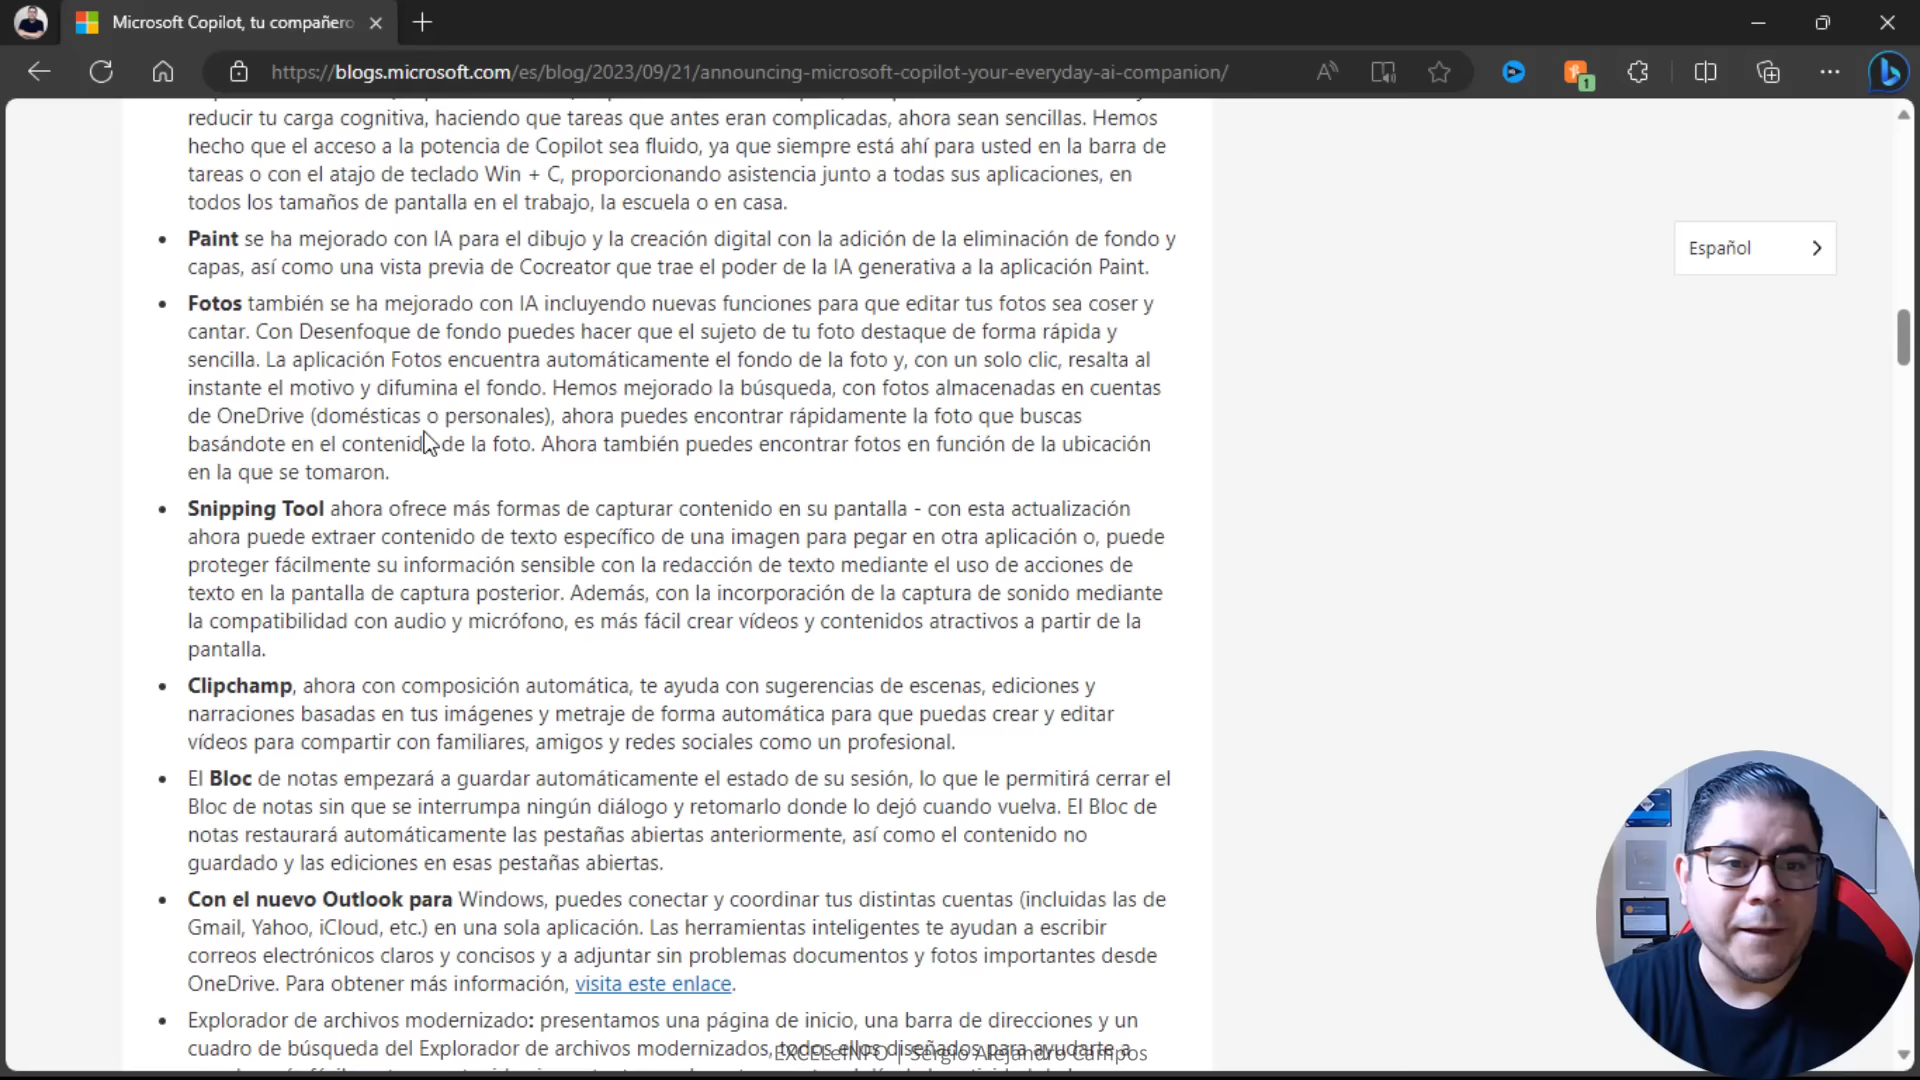 Microsoft Copilot, tu compañero
https://blogs.microsoft.com/es/blog/2023/09/21/announcing-microsoft-copilot-your-everyday-ai-companion/
1
reducir tu carga cognitiva, haciendo que tareas que antes eran complicadas, ahora sean sencillas. Hemos
hecho que el acceso a la potencia de Copilot sea fluido, ya que siempre está ahí para usted en la barra de
tareas o con el atajo de teclado Win + C, proporcionando asistencia junto a todas sus aplicaciones, en
todos los tamaños de pantalla en el trabajo, la escuela o en casa.
Español
• Paint se ha mejorado con IA para el dibujo y la creación digital con la adición de la eliminación de fondo y
capas, así como una vista previa de Cocreator que trae el poder de la IA generativa a la aplicación Paint.
• Fotos también se ha mejorado con IA incluyendo nuevas funciones para que editar tus fotos sea coser y
cantar. Con Desenfoque de fondo puedes hacer que el sujeto de tu foto destaque de forma rápida y
sencilla. La aplicación Fotos encuentra automáticamente el fondo de la foto y, con un solo clic, resalta al
instante el motivo y difumina el fondo. Hemos mejorado la búsqueda, con fotos almacenadas en cuentas
de OneDrive (domésticas o personales), ahora puedes encontrar rápidamente la foto que buscas
basándote en el contenido de la foto. Ahora también puedes encontrar fotos en función de la ubicación
en la que se tomaron.
• Snipping Tool ahora ofrece más formas de capturar contenido en su pantalla - con esta actualización
ahora puede extraer contenido de texto específico de una imagen para pegar en otra aplicación o, puede
proteger fácilmente su información sensible con la redacción de texto mediante el uso de acciones de
texto en la pantalla de captura posterior. Además, con la incorporación de la captura de sonido mediante
la compatibilidad con audio y micrófono, es más fácil crear vídeos y contenidos atractivos a partir de la
pantalla.
• Clipchamp, ahora con composición automática, te ayuda con sugerencias de escenas, ediciones y
narraciones basadas en tus imágenes y metraje de forma automática para que puedas crear y editar
vídeos para compartir con familiares, amigos y redes sociales como un profesional.
• El Bloc de notas empezará a guardar automáticamente el estado de su sesión, lo que le permitirá cerrar el
Bloc de notas sin que se interrumpa ningún diálogo y retomarlo donde lo dejó cuando vuelva. El Bloc de
notas restaurará automáticamente las pestañas abiertas anteriormente, así como el contenido no
guardado y las ediciones en esas pestañas abiertas.
• Con el nuevo Outlook para Windows, puedes conectar y coordinar tus distintas cuentas (incluidas las de
Gmail, Yahoo, iCloud, etc.) en una sola aplicación. Las herramientas inteligentes te ayudan a escribir
correos electrónicos claros y concisos y a adjuntar sin problemas documentos y fotos importantes desde
OneDrive. Para obtener más información, visita este enlace.
• Explorador de archivos modernizado: presentamos una página de inicio, una barra de direcciones y un
cuadro de búsqueda del Explorador de archivos modernizados, todos ellos diseñados para ayudarte a
EXCELeINFO | Sergio Alejandro Campos